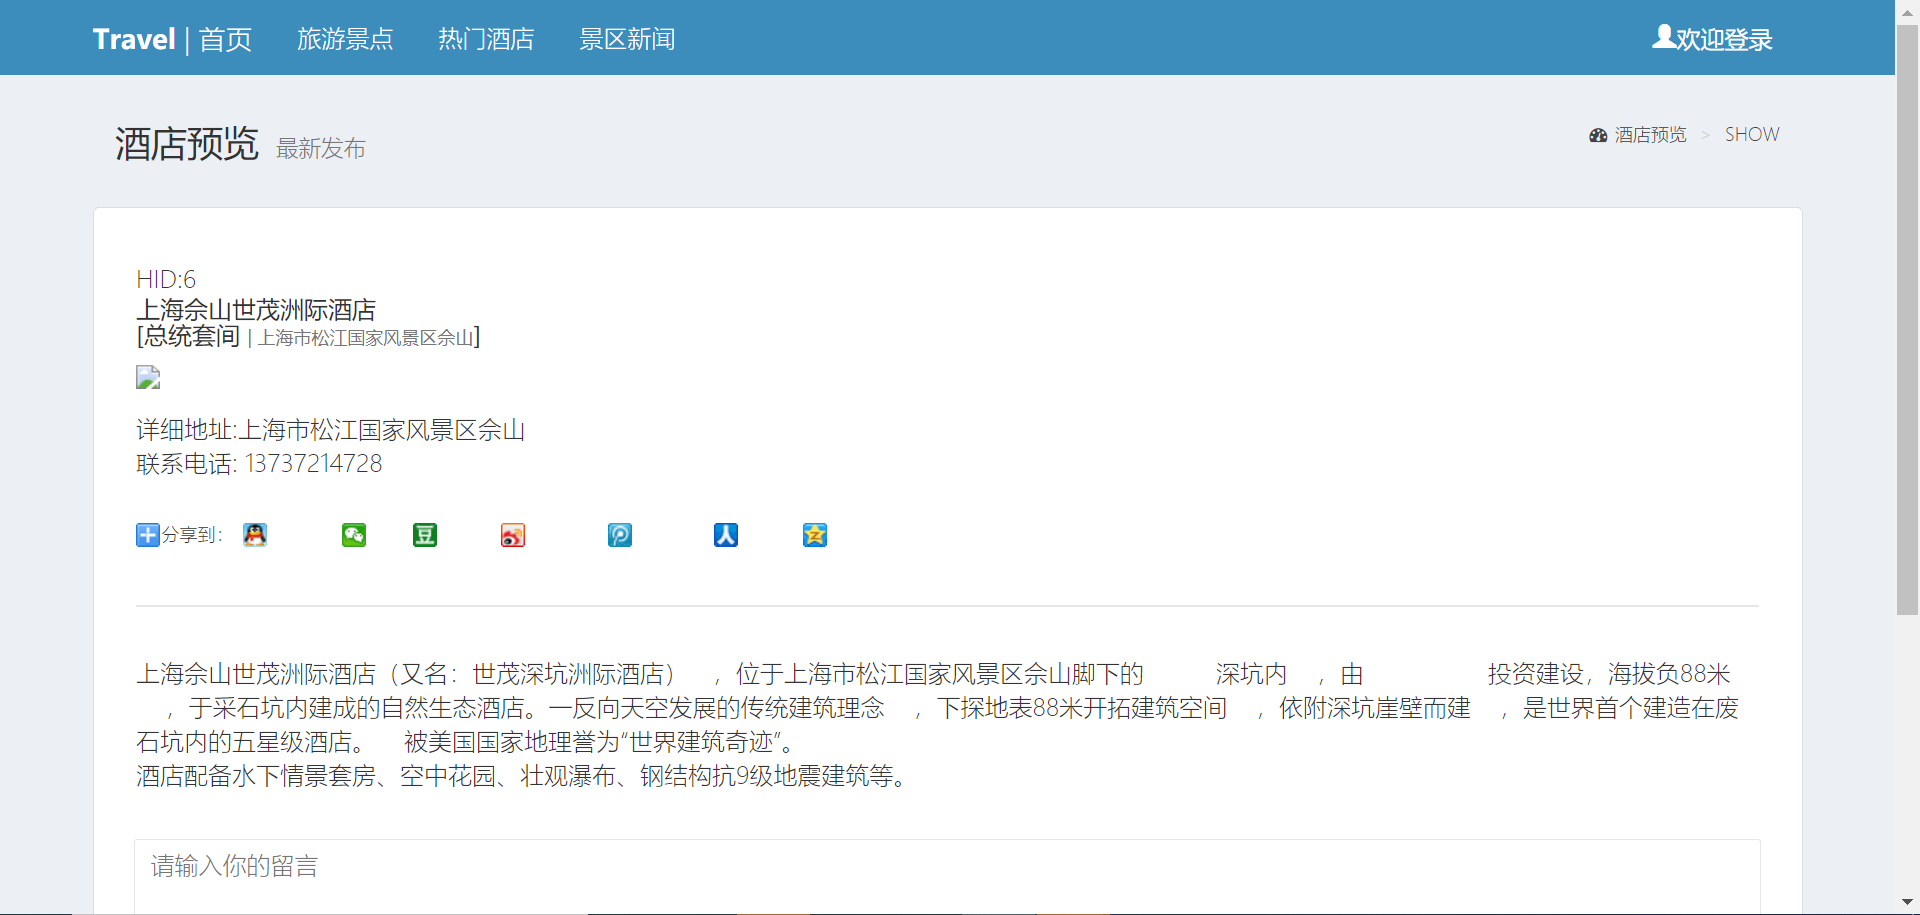 Travel | 首页 旅游景点 热门酒店 景区新闻 欢迎登录
酒店预览 最新发布 酒店预览 > SHOW
HID:6
上海佘山世茂洲际酒店
[总统套间 | 上海市松江国家风景区佘山]
详细地址:上海市松江国家风景区佘山
联系电话: 13737214728
分享到：
上海佘山世茂洲际酒店（又名：世茂深坑洲际酒店） ，位于上海市松江国家风景区佘山脚下的 深坑内 ，由 投资建设，海拔负88米
，于采石坑内建成的自然生态酒店。一反向天空发展的传统建筑理念 ，下探地表88米开拓建筑空间 ，依附深坑崖壁而建 ，是世界首个建造在废
石坑内的五星级酒店。 被美国国家地理誉为“世界建筑奇迹”。
酒店配备水下情景套房、空中花园、壮观瀑布、钢结构抗9级地震建筑等。
请输入你的留言